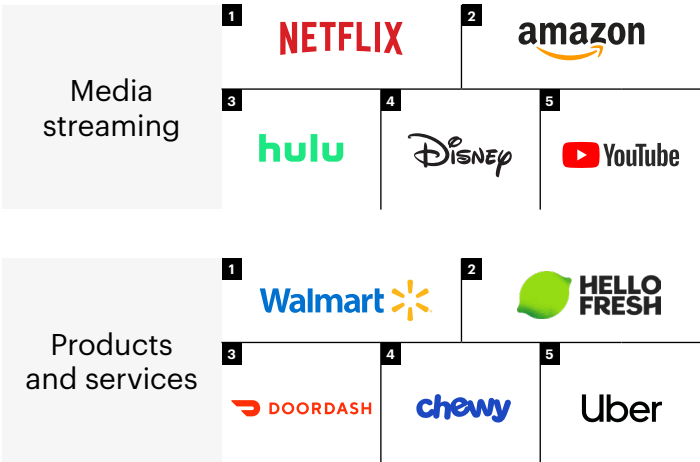 Media
streaming
1
NETFLIX
2
amazon
3
hulu
4
Disney
5
YouTube
Products
and services
1
Walmart
2
HELLO
FRESH
3
DOORDASH
4
chewy
5
Uber